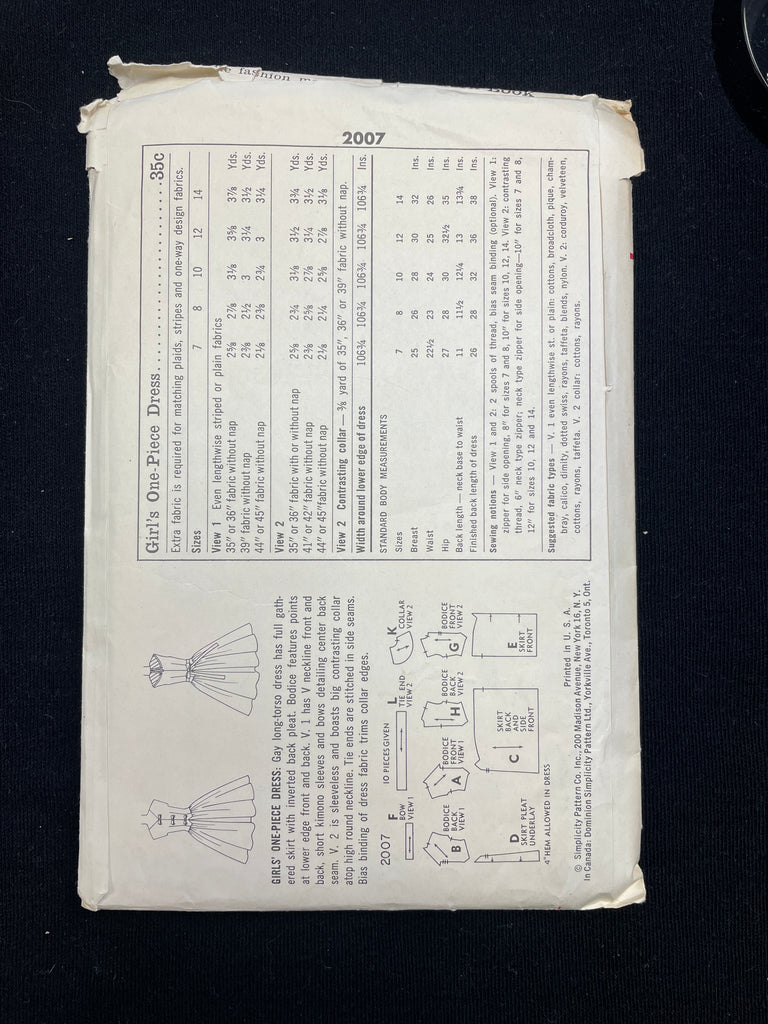 e fashion m
BOOK
2007
Girl's One-Piece Dress 35c
Extra fabric is required for matching plaids, stripes and one-way design fabrics.
Sizes 7 8 10 12 14
View 1 Even lengthwise striped or plain fabrics
35" or 36" fabric without nap 2⅝ 2⅞ 3⅛ 3⅝ 3⅞ Yds.
39" fabric without nap 2⅜ 2½ 3 3¼ 3½ Yds.
44" or 45" fabric without nap 2⅛ 2⅜ 2¾ 3 3¼ Yds.
View 2
35" or 36" fabric with or without nap 2⅝ 2¾ 3⅛ 3½ 3¾ Yds.
41" or 42" fabric without nap 2⅜ 2⅝ 2⅞ 3¼ 3½ Yds.
44" or 45" fabric without nap 2⅛ 2¼ 2⅝ 2⅞ 3⅛ Yds.
View 2 Contrasting collar — ⅜ yard of 35", 36" or 39" fabric without nap.
Width around lower edge of dress 106¾ 106¾ 106¾ 106¾ 106¾ Ins.
STANDARD BODY MEASUREMENTS
Sizes 7 8 10 12 14
Breast 25 26 28 30 32 Ins.
Waist 22½ 23 24 25 26 Ins.
Hip 27 28 30 32½ 35 Ins.
Back length — neck base to waist 11 11½ 12¼ 13 13¾ Ins.
Finished back length of dress 26 28 32 36 38 Ins.
Sewing notions — View 1 and 2: 2 spools of thread, bias seam binding (optional). View 1:
zipper for side opening, 8" for sizes 7 and 8, 10" for sizes 10, 12, 14. View 2: contrasting
thread, 6" neck type zipper; neck type zipper for side opening—10" for sizes 7 and 8,
12" for sizes 10, 12 and 14.
Suggested fabric types — V. 1 even lengthwise st. or plain: cottons, broadcloth, pique, cham-
bray, calico, dimity, dotted swiss, rayons, taffeta, blends, nylon. V. 2: corduroy, velveteen,
cottons, rayons, taffeta. V. 2 collar: cottons, rayons.
GIRLS' ONE-PIECE DRESS: Gay long-torso dress has full gath-
ered skirt with inverted back pleat. Bodice features points
at lower edge front and back. V. 1 has V neckline front and
back, short kimono sleeves and bows detailing center back
seam. V. 2 is sleeveless and boasts big contrasting collar
atop high round neckline. Tie ends are stitched in side seams.
Bias binding of dress fabric trims collar edges.
2007
10 PIECES GIVEN
F
BOW
VIEW 1
L
TIE END
VIEW 2
K
COLLAR
VIEW 2
B
BODICE
BACK
VIEW 1
A
BODICE
FRONT
VIEW 1
H
BODICE
BACK
VIEW 2
G
BODICE
FRONT
VIEW 2
D
SKIRT PLEAT
UNDERLAY
C
SKIRT
BACK
AND
SIDE
FRONT
E
SKIRT
FRONT
4" HEM ALLOWED IN DRESS
Printed in U. S. A.
© Simplicity Pattern Co. Inc., 200 Madison Avenue, New York 16, N. Y.
In Canada: Dominion Simplicity Pattern Ltd., Yorkville Ave., Toronto 5, Ont.